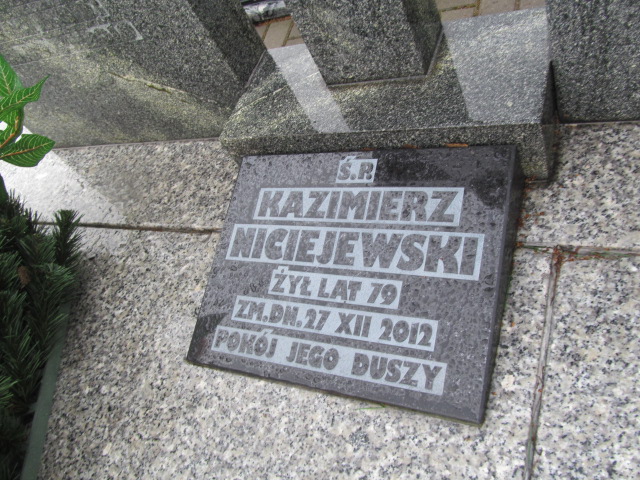 Ś.P.
KAZIMIERZ
NICIEJEWSKI
ŻYŁ LAT 79
ZM.DN.27 XII 2012
POKÓJ JEGO DUSZY